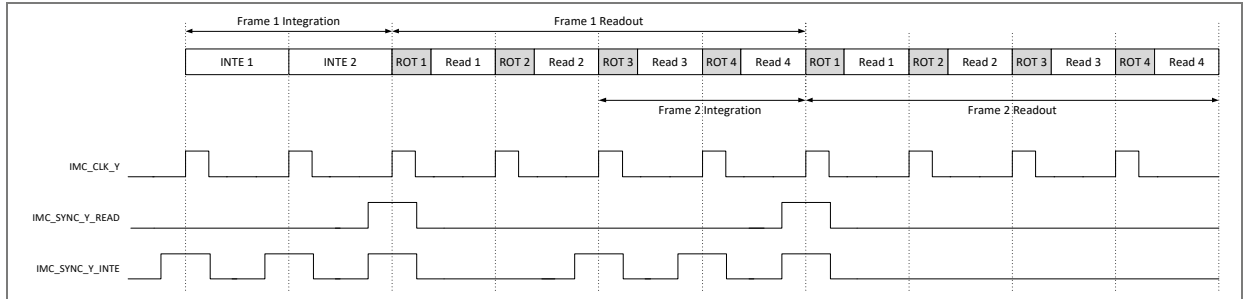 Frame 1 Integration Frame 1 Readout
INTE 1 INTE 2 ROT 1 Read 1 ROT 2 Read 2 ROT 3 Read 3 ROT 4 Read 4 ROT 1 Read 1 ROT 2 Read 2 ROT 3 Read 3 ROT 4 Read 4
Frame 2 Integration Frame 2 Readout
IMC_CLK_Y
IMC_SYNC_Y_READ
IMC_SYNC_Y_INTE